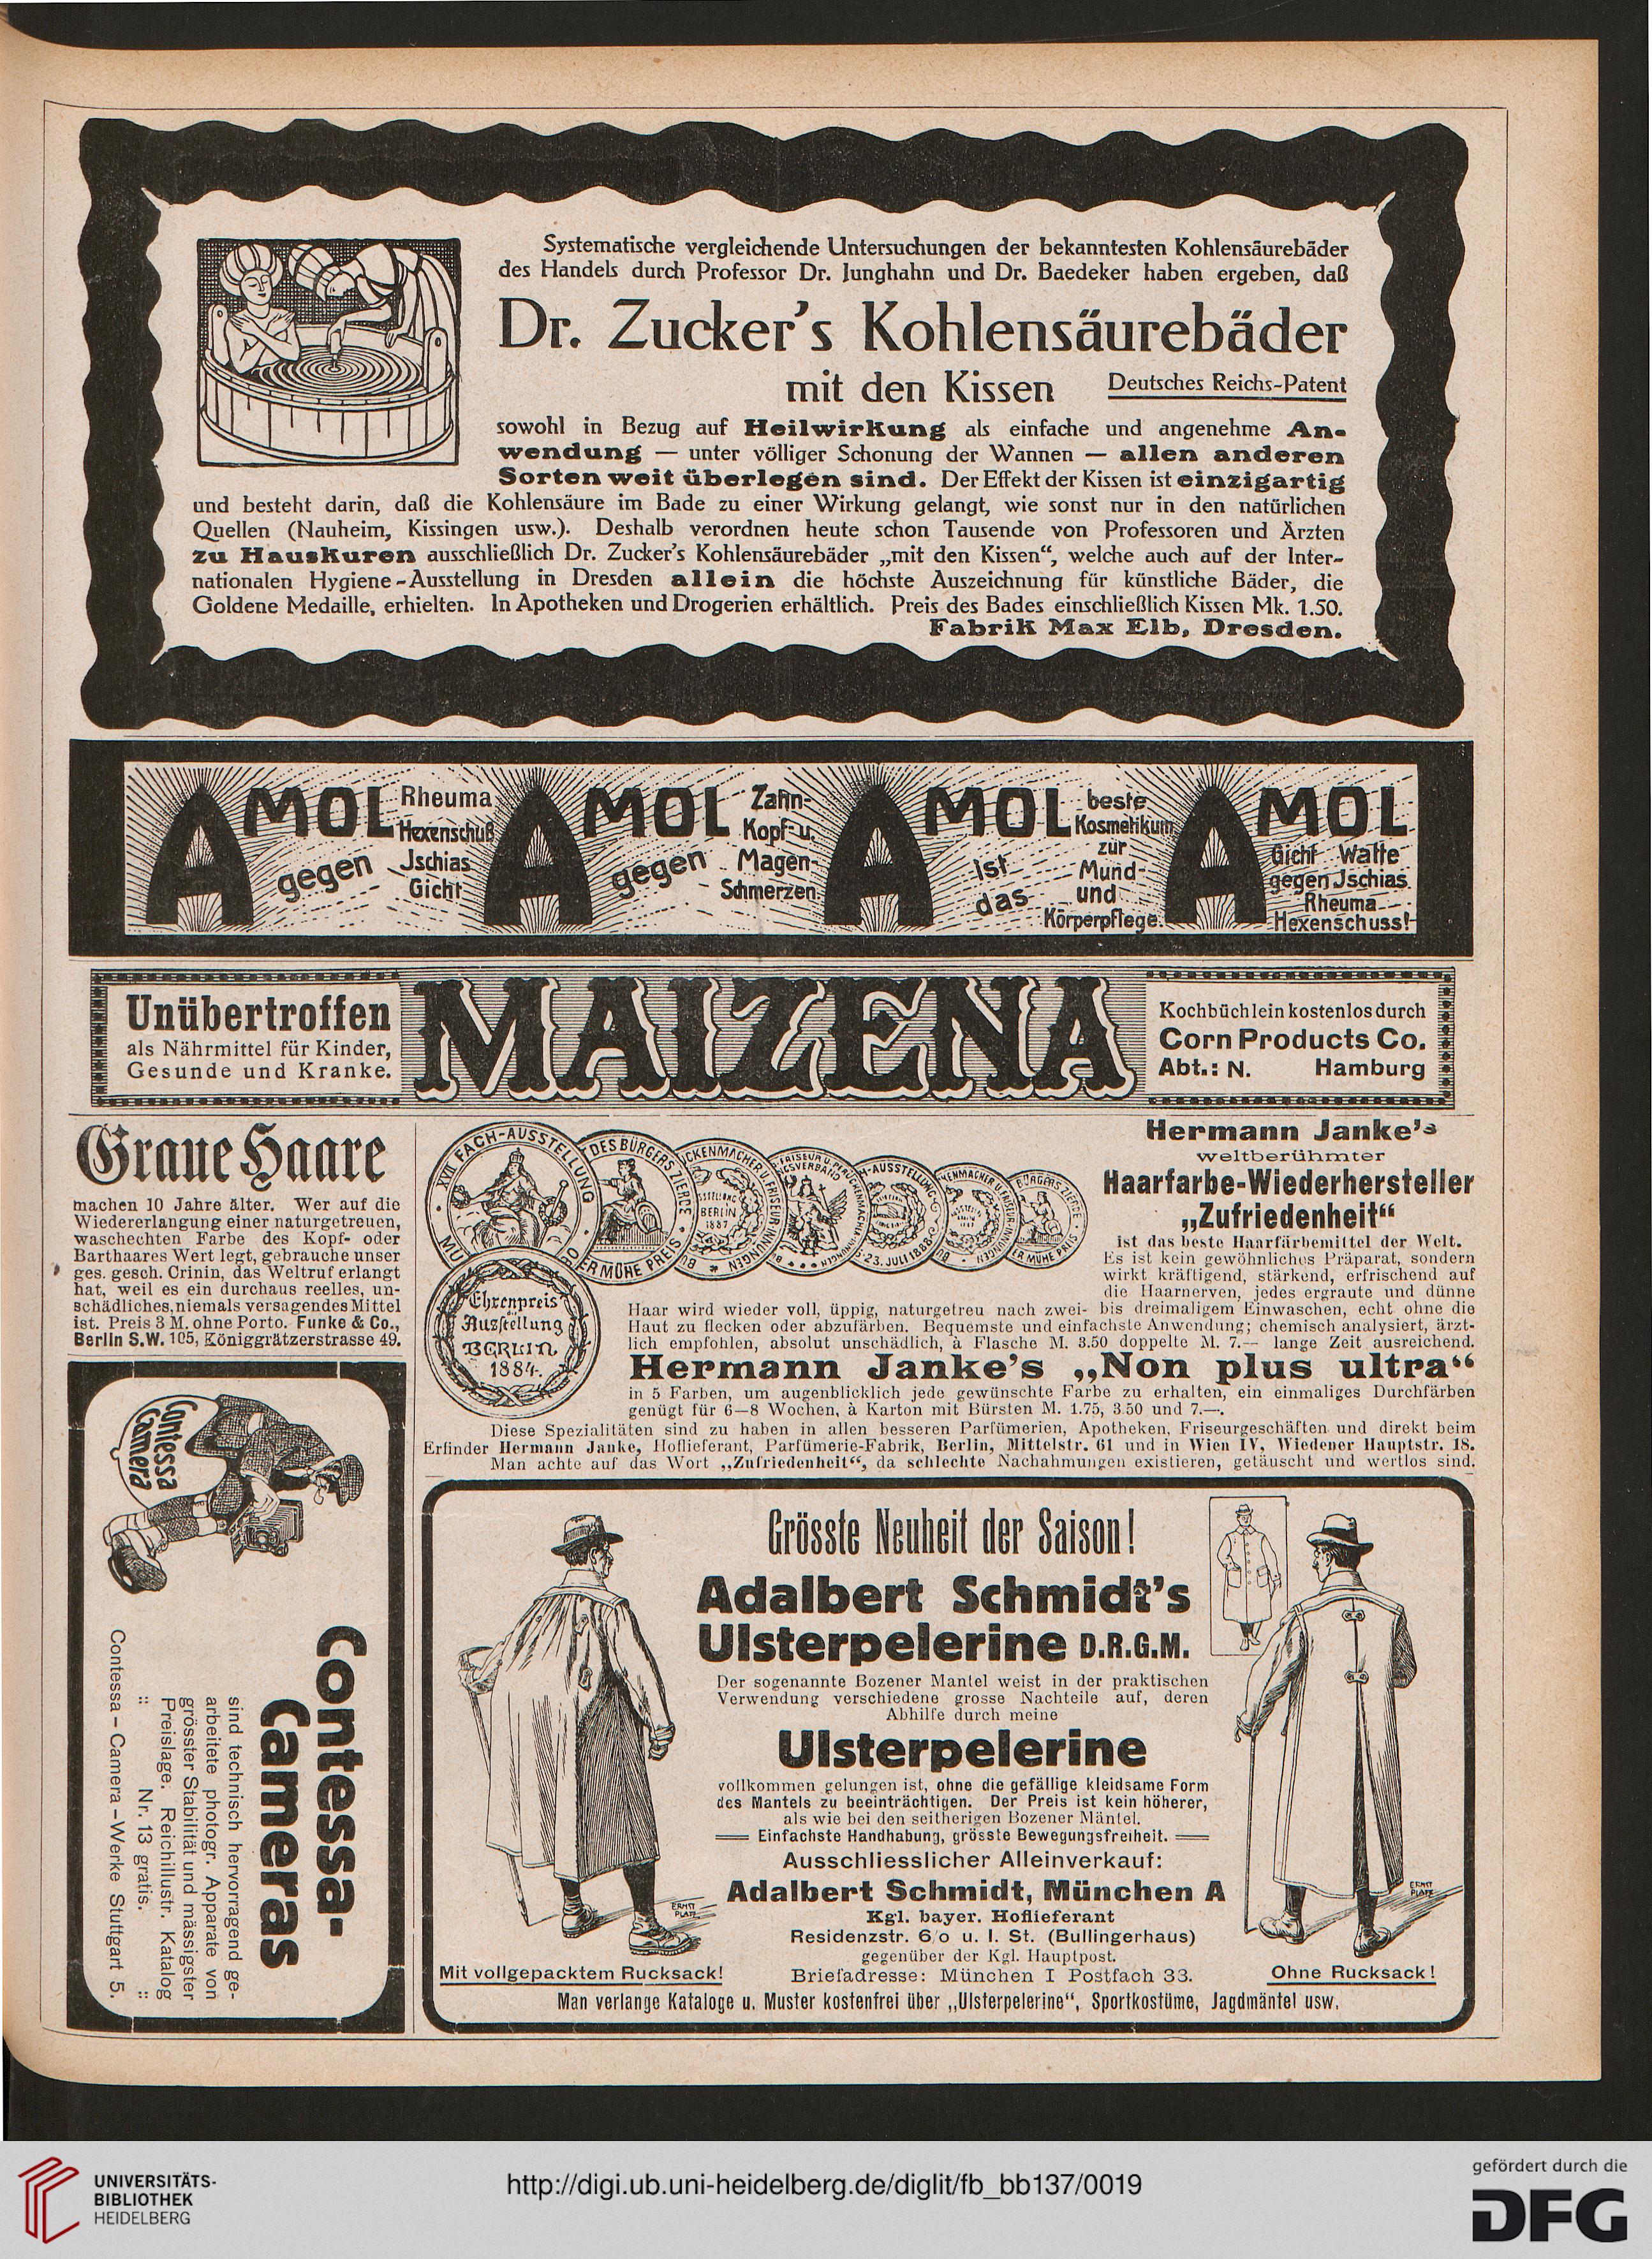 Systematische vergleichende Untersuchungen der bekanntesten Kohlensäurebäder
des Handels durch Professor Dr. Junghahn und Dr. Baedeker haben ergeben, daß
Dr. Zucker's Kohlensäurebäder
mit den Kissen Deutsches Reichs-Patent
sowohl in Bezug auf Heilwirkung als einfache und angenehme An-
wendung — unter völliger Schonung der Wannen — allen anderen
Sorten weit überlegen sind. Der Effekt der Kissen ist einzigartig
und besteht darin, daß die Kohlensäure im Bade zu einer Wirkung gelangt, wie sonst nur in den natürlichen
Quellen (Nauheim, Kissingen usw.). Deshalb verordnen heute schon Tausende von Professoren und Ärzten
zu Hauskuren ausschließlich Dr. Zucker's Kohlensäurebäder „mit den Kissen“, welche auch auf der Inter-
nationalen Hygiene-Ausstellung in Dresden allein die höchste Auszeichnung für künstliche Bäder, die
Goldene Medaille, erhielten. In Apotheken und Drogerien erhältlich. Preis des Bades einschließlich Kissen Mk. 1.50.
Fabrik Max Elb, Dresden.
AMOL
gegen
Rheuma
Hexenschuß
Jschias
Gicht
AMOL
gegen
Zahn-
Kopf- u.
Magen-
Schmerzen
AMOL
ist
das
beste
Kosmetikum
zur
Mund-
und
Körperpflege.
AMOL
Gicht Watte
gegen Jschias
Rheuma
Hexenschuss!
Unübertroffen
als Nährmittel für Kinder,
Gesunde und Kranke.
MAIZENA
Kochbüchlein kostenlos durch
Corn Products Co.
Abt.: N. Hamburg
Graue Haare
machen 10 Jahre älter. Wer auf die
Wiedererlangung einer naturgetreuen,
waschechten Farbe des Kopf- oder
Barthaares Wert legt, gebrauche unser
ges. gesch. Crinin, das Weltruf erlangt
hat, weil es ein durchaus reelles, un-
schädliches, niemals versagendes Mittel
ist. Preis 3 M. ohne Porto. Funke & Co.,
Berlin S.W. 105, Königgrätzerstrasse 49.
XVII FACH-AUSSTELLUNG
DES BÜRGERS ZIERDE
DER MÜHE PREIS
BERLIN
1887
FACH-AUSSTELLUNG
23. JULI 1888
BÜRGERS ZIERDE
DER MÜHE PREIS
Ehrenpreis
Ausstellung
BERLIN
1884.
Hermann Janke's
weltberühmter
Haarfarbe-Wiederhersteller
„Zufriedenheit“
ist das beste Haarfärbemittel der Welt.
Es ist kein gewöhnliches Präparat, sondern
wirkt kräftigend, stärkend, erfrischend auf
die Haarnerven, jedes ergraute und dünne
Haar wird wieder voll, üppig, naturgetreu nach zwei- bis dreimaligem Einwaschen, echt ohne die
Haut zu flecken oder abzufärben. Bequemste und einfachste Anwendung; chemisch analysiert, ärzt-
lich empfohlen, absolut unschädlich, à Flasche M. 3.50 doppelte M. 7.— lange Zeit ausreichend.
Hermann Janke's „Non plus ultra“
in 5 Farben, um augenblicklich jede gewünschte Farbe zu erhalten, ein einmaliges Durchfärben
genügt für 6—8 Wochen, à Karton mit Bürsten M. 1.75, 3.50 und 7.—.
Diese Spezialitäten sind zu haben in allen besseren Parfümerien, Apotheken, Friseurgeschäften und direkt beim
Erfinder Hermann Janke, Hoflieferant, Parfümerie-Fabrik, Berlin, Mittelstr. 61 und in Wien IV, Wiedener Hauptstr. 18.
Man achte auf das Wort „Zufriedenheit“, da schlechte Nachahmungen existieren, getäuscht und wertlos sind.
Contessa
Camera
Contessa-
Cameras
sind technisch hervorragend ge-
arbeitete photogr. Apparate von
grösster Stabilität und mässigster
Preislage. Reichillustr. Katalog
:: Nr. 13 gratis. ::
Contessa-Camera-Werke Stuttgart 5.
Grösste Neuheit der Saison!
Adalbert Schmidt's
Ulsterpelerine D.R.G.M.
Der sogenannte Bozener Mantel weist in der praktischen
Verwendung verschiedene grosse Nachteile auf, deren
Abhilfe durch meine
Ulsterpelerine
vollkommen gelungen ist, ohne die gefällige kleidsame Form
des Mantels zu beeinträchtigen. Der Preis ist kein höherer,
als wie bei den seitherigen Bozener Mäntel.
Einfachste Handhabung, grösste Bewegungsfreiheit.
Ausschliesslicher Alleinverkauf:
Adalbert Schmidt, München A
Kgl. bayer. Hoflieferant
Residenzstr. 6/0 u. I. St. (Bullingerhaus)
gegenüber der Kgl. Hauptpost.
Briefadresse: München I Postfach 33.
ERNST
PLATZ
ERNST
PLATZ
Mit vollgepacktem Rucksack!
Ohne Rucksack!
Man verlange Kataloge u. Muster kostenfrei über „Ulsterpelerine“, Sportkostüme, Jagdmäntel usw.
UNIVERSITÄTS-
BIBLIOTHEK
HEIDELBERG
http://digi.ub.uni-heidelberg.de/diglit/fb_bb137/0019
gefördert durch die
DFG